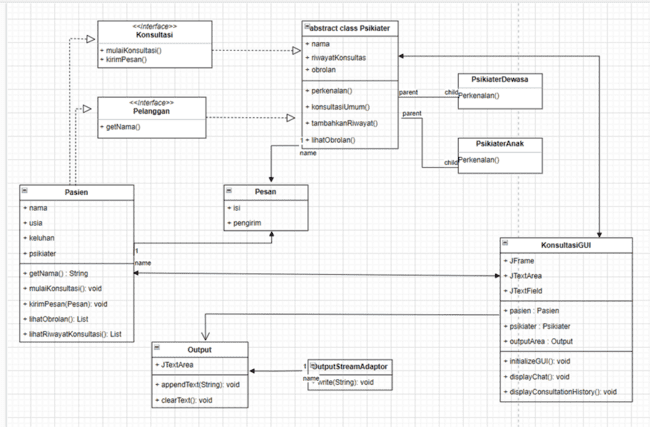 <<Interface>>
Konsultasi
+ mulaiKonsultasi()
+ kirimPesan()
<<Interface>>
Pelanggan
+ getNama()
abstract class Psikiater
+ nama
+ riwayatKonsultas
+ obrolan
+ perkenalan()
+ konsultasiUmum()
+ tambahkanRiwayat()
+ lihatObrolan()
parent
child
PsikiaterDewasa
Perkenalan()
parent
child
PsikiaterAnak
Perkenalan()
1
name
Pasien
+ nama
+ usia
+ keluhan
+ psikiater
+ getNama() : String
+ mulaiKonsultasi(): void
+ kirimPesan(Pesan): void
+ lihatObrolan(): List
+ lihatRiwayatKonsultasi(): List
1
name
Pesan
+ isi
+ pengirim
KonsultasiGUI
+ JFrame
+ JTextArea
+ JTextField
+ pasien : Pasien
+ psikiater : Psikiater
+ outputArea : Output
+ initializeGUI(): void
+ displayChat(): void
+ displayConsultationHistory(): void
Output
+ JTextArea
+ appendText(String): void
+ clearText(): void
1
name
OutputStreamAdaptor
write(String): void